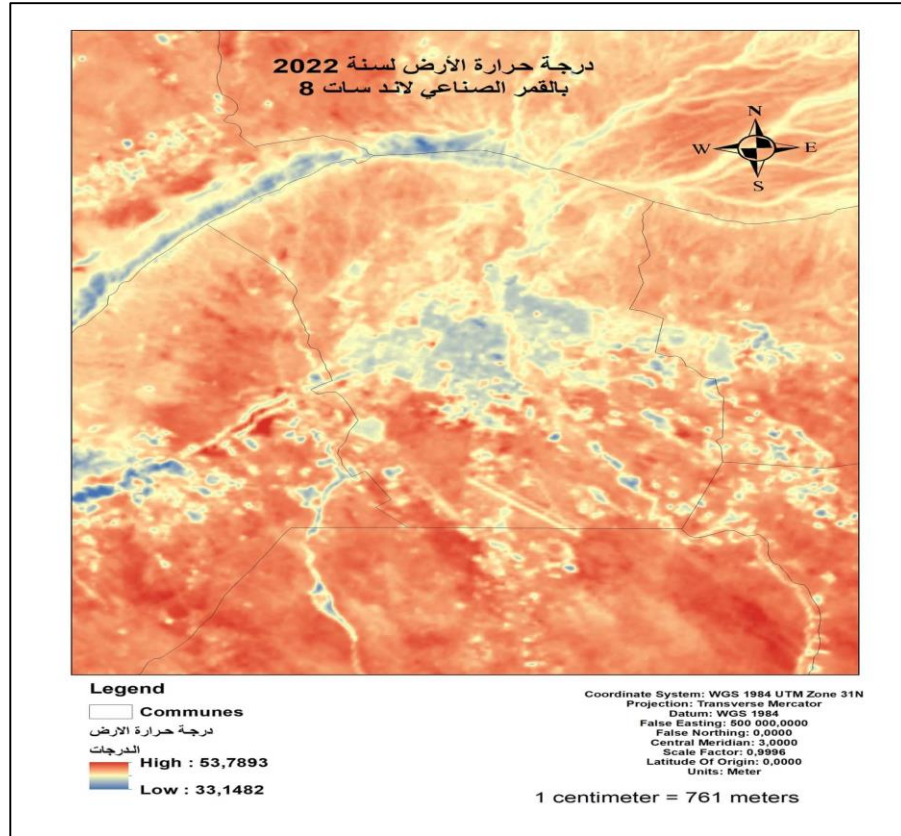 درجة حرارة الأرض لسنة 2022
بالقمر الصناعي لاند سات 8
N
W E
S
Legend
Communes
درجة حرارة الارض
الدرجات
High : 53,7893
Low : 33,1482
Coordinate System: WGS 1984 UTM Zone 31N
Projection: Transverse Mercator
Datum: WGS 1984
False Easting: 500 000,0000
False Northing: 0,0000
Central Meridian: 3,0000
Scale Factor: 0,9996
Latitude Of Origin: 0,0000
Units: Meter
1 centimeter = 761 meters